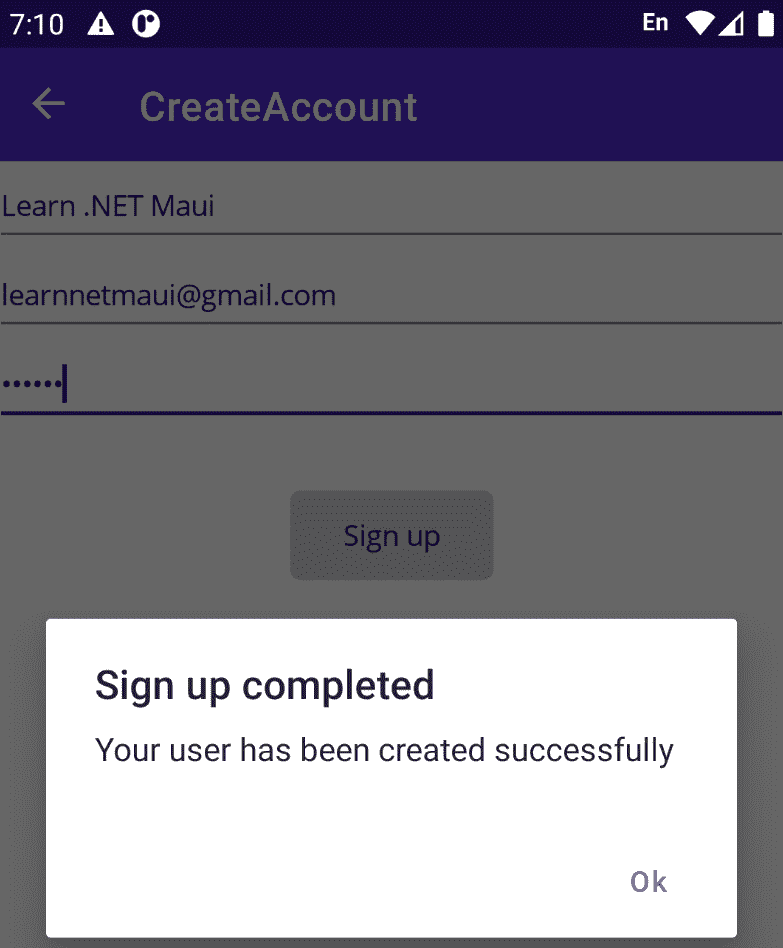 7:10 En
CreateAccount
Learn .NET Maui
learnnetmaui@gmail.com
••••••
Sign up
Sign up completed
Your user has been created successfully
Ok